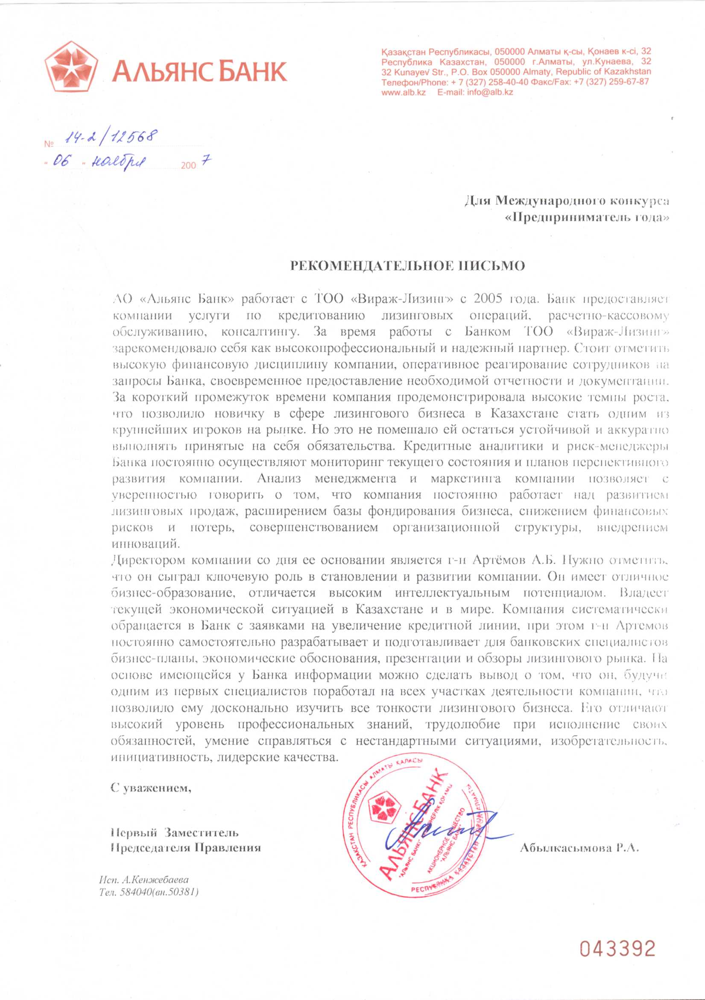 АЛЬЯНС БАНК
Қазақстан Республикасы, 050000 Алматы қ-сы, Қонаев к-сі, 32
Республика Казахстан, 050000 г.Алматы, ул.Кунаева, 32
32 Kunayev Str., P.O. Box 050000 Almaty, Republic of Kazakhstan
Телефон/Phone: + 7 (327) 258-40-40 Факс/Fax: +7 (327) 259-67-87
www.alb.kz E-mail: info@alb.kz
№ 14-2/12568
" 06 " ноября 2007
Для Международного конкурса
«Предприниматель года»
РЕКОМЕНДАТЕЛЬНОЕ ПИСЬМО
АО «Альянс Банк» работает с ТОО «Вираж-Лизинг» с 2005 года. Банк предоставляет
компании услуги по кредитованию лизинговых операций, расчетно-кассовому
обслуживанию, консалтингу. За время работы с Банком ТОО «Вираж-Лизинг»
зарекомендовало себя как высокопрофессиональный и надежный партнер. Стоит отметить
высокую финансовую дисциплину компании, оперативное реагирование сотрудников на
запросы Банка, своевременное предоставление необходимой отчетности и документации.
За короткий промежуток времени компания продемонстрировала высокие темпы роста,
что позволило новичку в сфере лизингового бизнеса в Казахстане стать одним из
крупнейших игроков на рынке. Но это не помешало ей остаться устойчивой и аккуратно
выполнять принятые на себя обязательства. Кредитные аналитики и риск-менеджеры
Банка постоянно осуществляют мониторинг текущего состояния и планов перспективного
развития компании. Анализ менеджмента и маркетинга компании позволяет с
уверенностью говорить о том, что компания постоянно работает над развитием
лизинговых продаж, расширением базы фондирования бизнеса, снижением финансовых
рисков и потерь, совершенствованием организационной структуры, внедрением
инноваций.
Директором компании со дня ее основании является г-н Артёмов А.Б. Нужно отметить,
что он сыграл ключевую роль в становлении и развитии компании. Он имеет отличное
бизнес-образование, отличается высоким интеллектуальным потенциалом. Владеет
текущей экономической ситуацией в Казахстане и в мире. Компания систематически
обращается в Банк с заявками на увеличение кредитной линии, при этом г-н Артемов
постоянно самостоятельно разрабатывает и подготавливает для банковских специалистов
бизнес-планы, экономические обоснования, презентации и обзоры лизингового рынка. На
основе имеющейся у Банка информации можно сделать вывод о том, что он, будучи
одним из первых специалистов поработал на всех участках деятельности компании, что
позволило ему досконально изучить все тонкости лизингового бизнеса. Его отличают
высокий уровень профессиональных знаний, трудолюбие при исполнение своих
обязанностей, умение справляться с нестандартными ситуациями, изобретательность,
инициативность, лидерские качества.
С уважением,
Первый Заместитель
Председателя Правления
Абылкасымова Р.А.
ҚАЗАҚСТАН РЕСПУБЛИКАСЫ АЛМАТЫ ҚАЛАСЫ
АЛЬЯНС БАНК
"АЛЬЯНС БАНКІ" АКЦИОНЕРЛІК ҚОҒАМЫ
АКЦИОНЕРНОЕ ОБЩЕСТВО
"АЛЬЯНС БАНК"
РЕСПУБЛИКА КАЗАХСТАН ГОРОД АЛМАТЫ
Исп. А.Кенжебаева
Тел. 584040(вн.50381)
043392